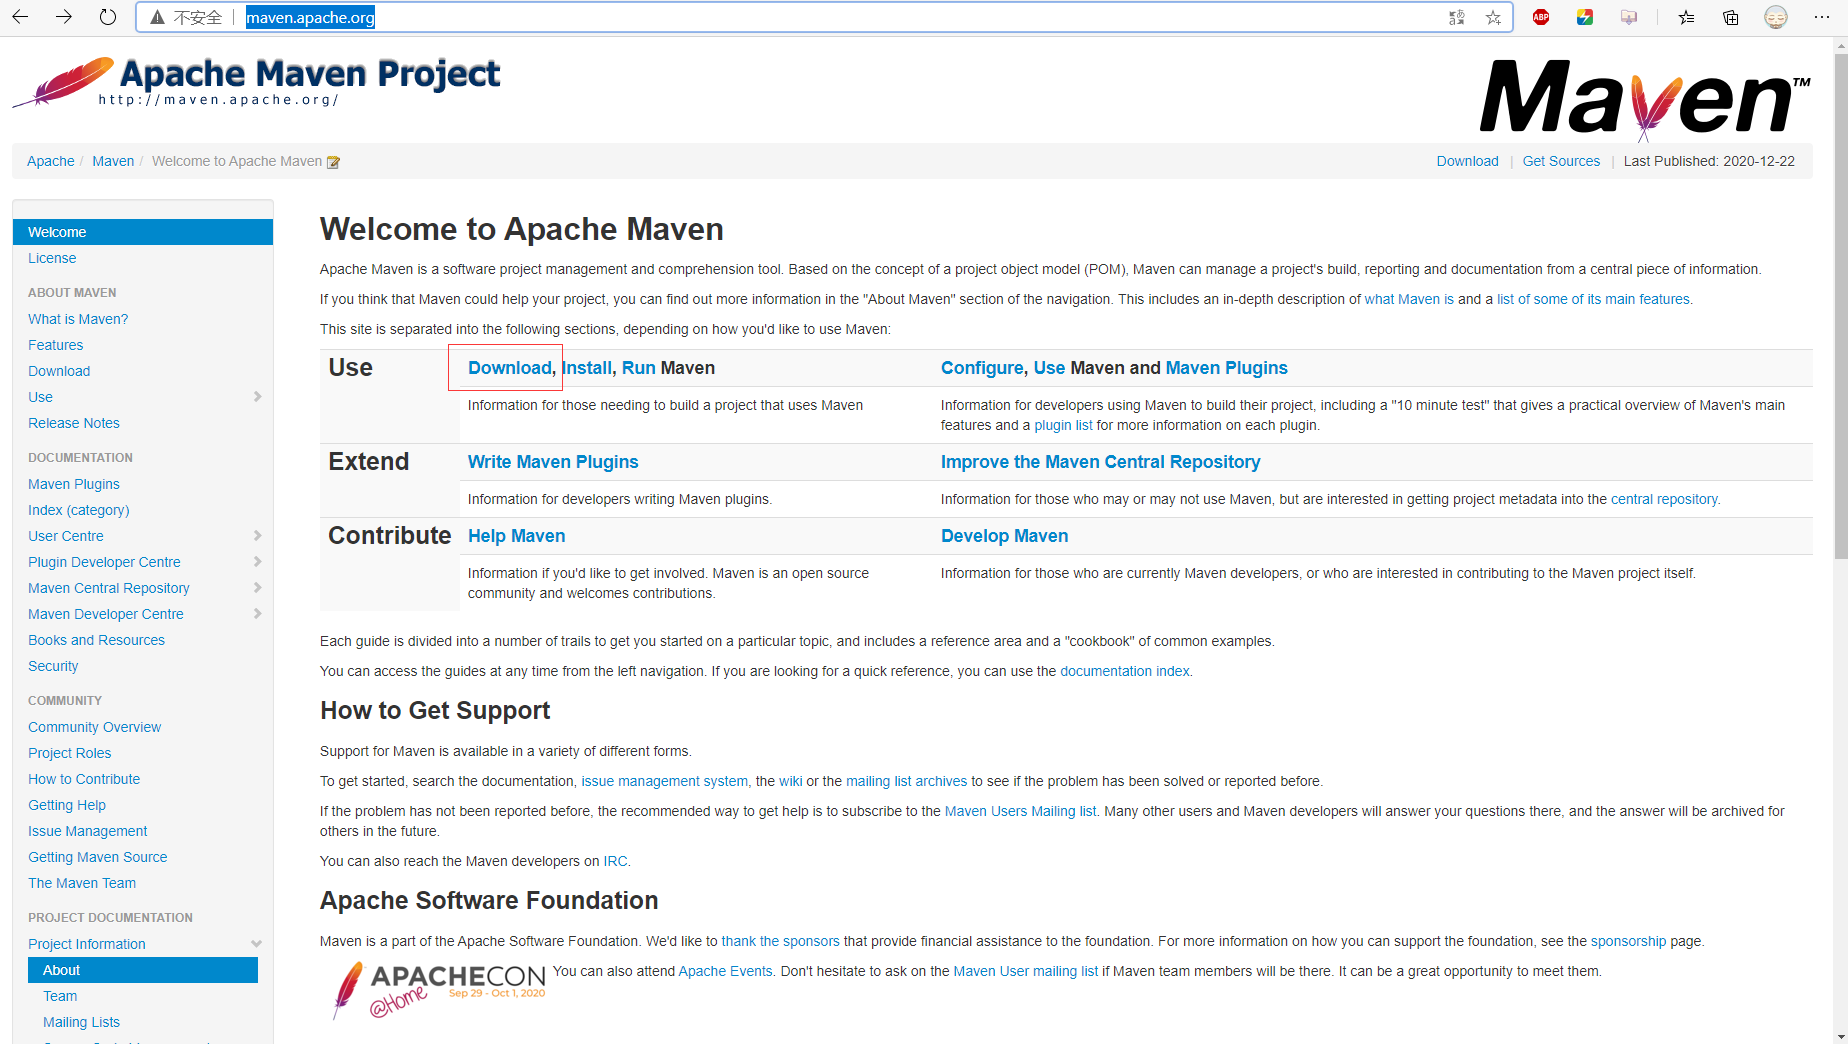 不安全 maven.apache.org
ABP
Apache Maven Project
http://maven.apache.org/
Maven™
Apache / Maven / Welcome to Apache Maven
Download | Get Sources | Last Published: 2020-12-22
Welcome
License
ABOUT MAVEN
What is Maven?
Features
Download
Use
Release Notes
DOCUMENTATION
Maven Plugins
Index (category)
User Centre
Plugin Developer Centre
Maven Central Repository
Maven Developer Centre
Books and Resources
Security
COMMUNITY
Community Overview
Project Roles
How to Contribute
Getting Help
Issue Management
Getting Maven Source
The Maven Team
PROJECT DOCUMENTATION
Project Information
About
Team
Mailing Lists
Welcome to Apache Maven
Apache Maven is a software project management and comprehension tool. Based on the concept of a project object model (POM), Maven can manage a project's build, reporting and documentation from a central piece of information.
If you think that Maven could help your project, you can find out more information in the "About Maven" section of the navigation. This includes an in-depth description of what Maven is and a list of some of its main features.
This site is separated into the following sections, depending on how you'd like to use Maven:
Use
Download, Install, Run Maven
Information for those needing to build a project that uses Maven
Configure, Use Maven and Maven Plugins
Information for developers using Maven to build their project, including a "10 minute test" that gives a practical overview of Maven's main
features and a plugin list for more information on each plugin.
Extend
Write Maven Plugins
Information for developers writing Maven plugins.
Improve the Maven Central Repository
Information for those who may or may not use Maven, but are interested in getting project metadata into the central repository.
Contribute
Help Maven
Information if you'd like to get involved. Maven is an open source
community and welcomes contributions.
Develop Maven
Information for those who are currently Maven developers, or who are interested in contributing to the Maven project itself.
Each guide is divided into a number of trails to get you started on a particular topic, and includes a reference area and a "cookbook" of common examples.
You can access the guides at any time from the left navigation. If you are looking for a quick reference, you can use the documentation index.
How to Get Support
Support for Maven is available in a variety of different forms.
To get started, search the documentation, issue management system, the wiki or the mailing list archives to see if the problem has been solved or reported before.
If the problem has not been reported before, the recommended way to get help is to subscribe to the Maven Users Mailing list. Many other users and Maven developers will answer your questions there, and the answer will be archived for
others in the future.
You can also reach the Maven developers on IRC.
Apache Software Foundation
Maven is a part of the Apache Software Foundation. We'd like to thank the sponsors that provide financial assistance to the foundation. For more information on how you can support the foundation, see the sponsorship page.
APACHECON
@Home
Sep 29 - Oct 1, 2020
You can also attend Apache Events. Don't hesitate to ask on the Maven User mailing list if Maven team members will be there. It can be a great opportunity to meet them.